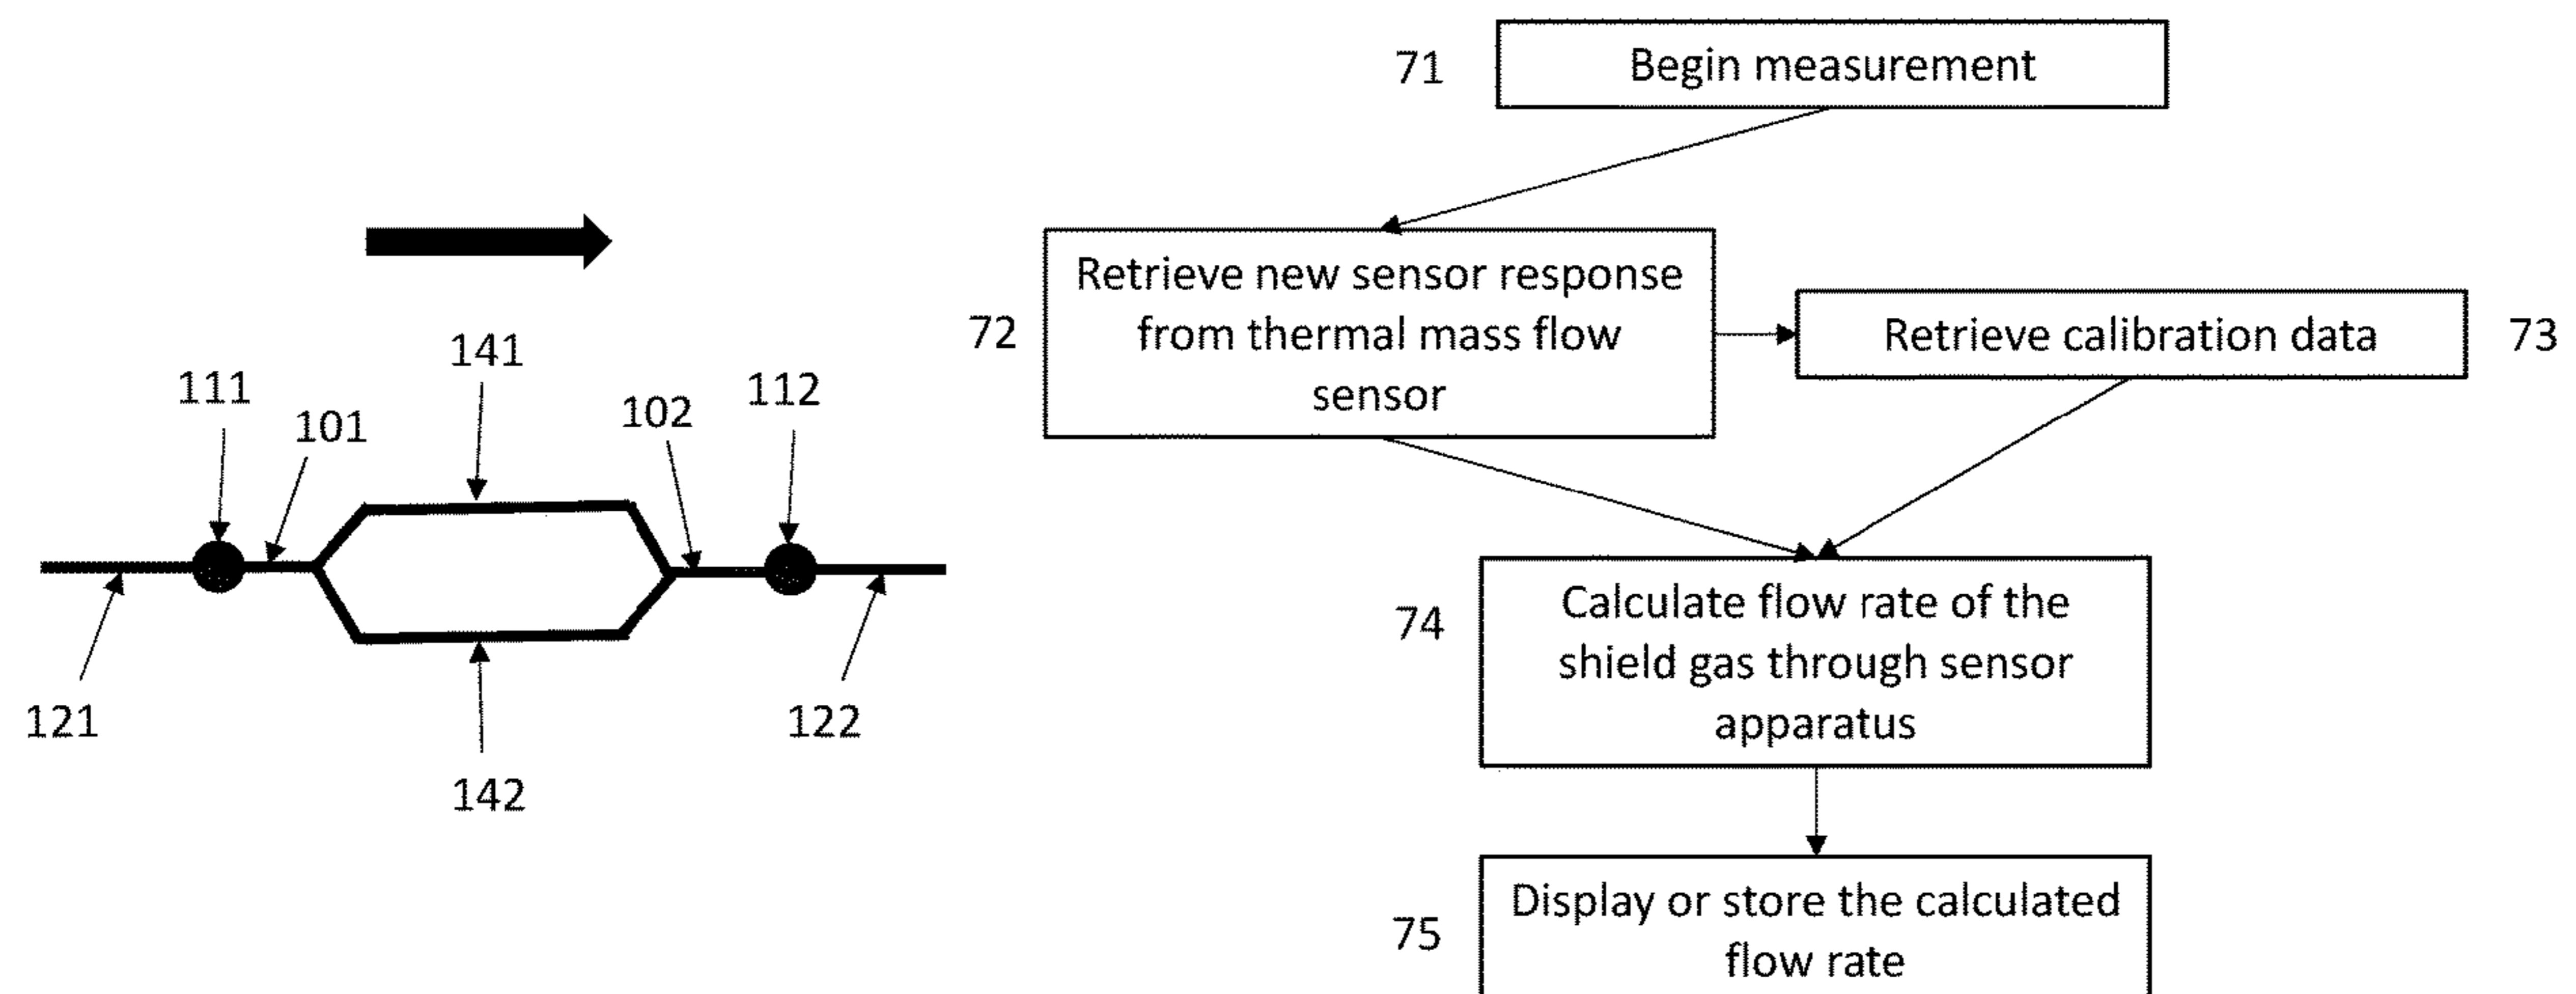 141
111
112
101
102
121
122
142
71
Begin measurement
72
Retrieve new sensor response
from thermal mass flow
sensor
Retrieve calibration data
73
74
Calculate flow rate of the
shield gas through sensor
apparatus
75
Display or store the calculated
flow rate